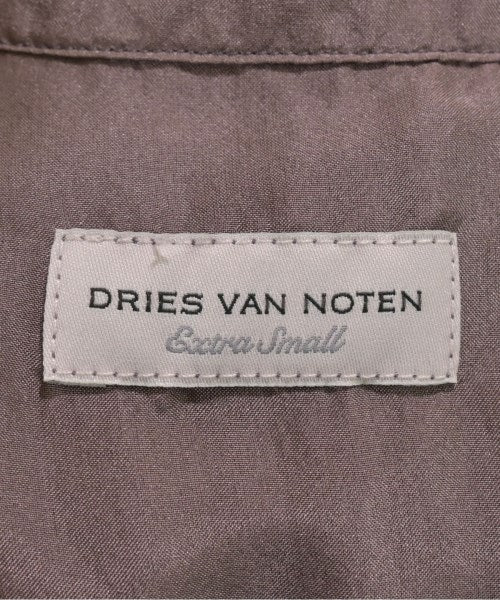 DRIES VAN NOTEN
Extra Small